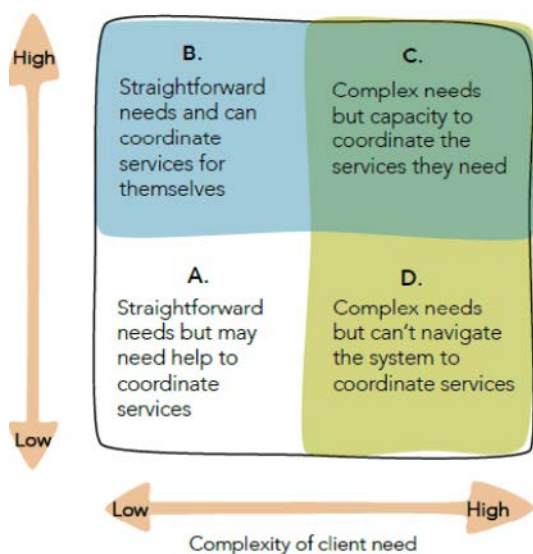 High
B.
Straightforward
needs and can
coordinate
services for
themselves
C.
Complex needs
but capacity to
coordinate the
services they need
A.
Straightforward
needs but may
need help to
coordinate
services
D.
Complex needs
but can't navigate
the system to
coordinate services
Low
Low
High
Complexity of client need